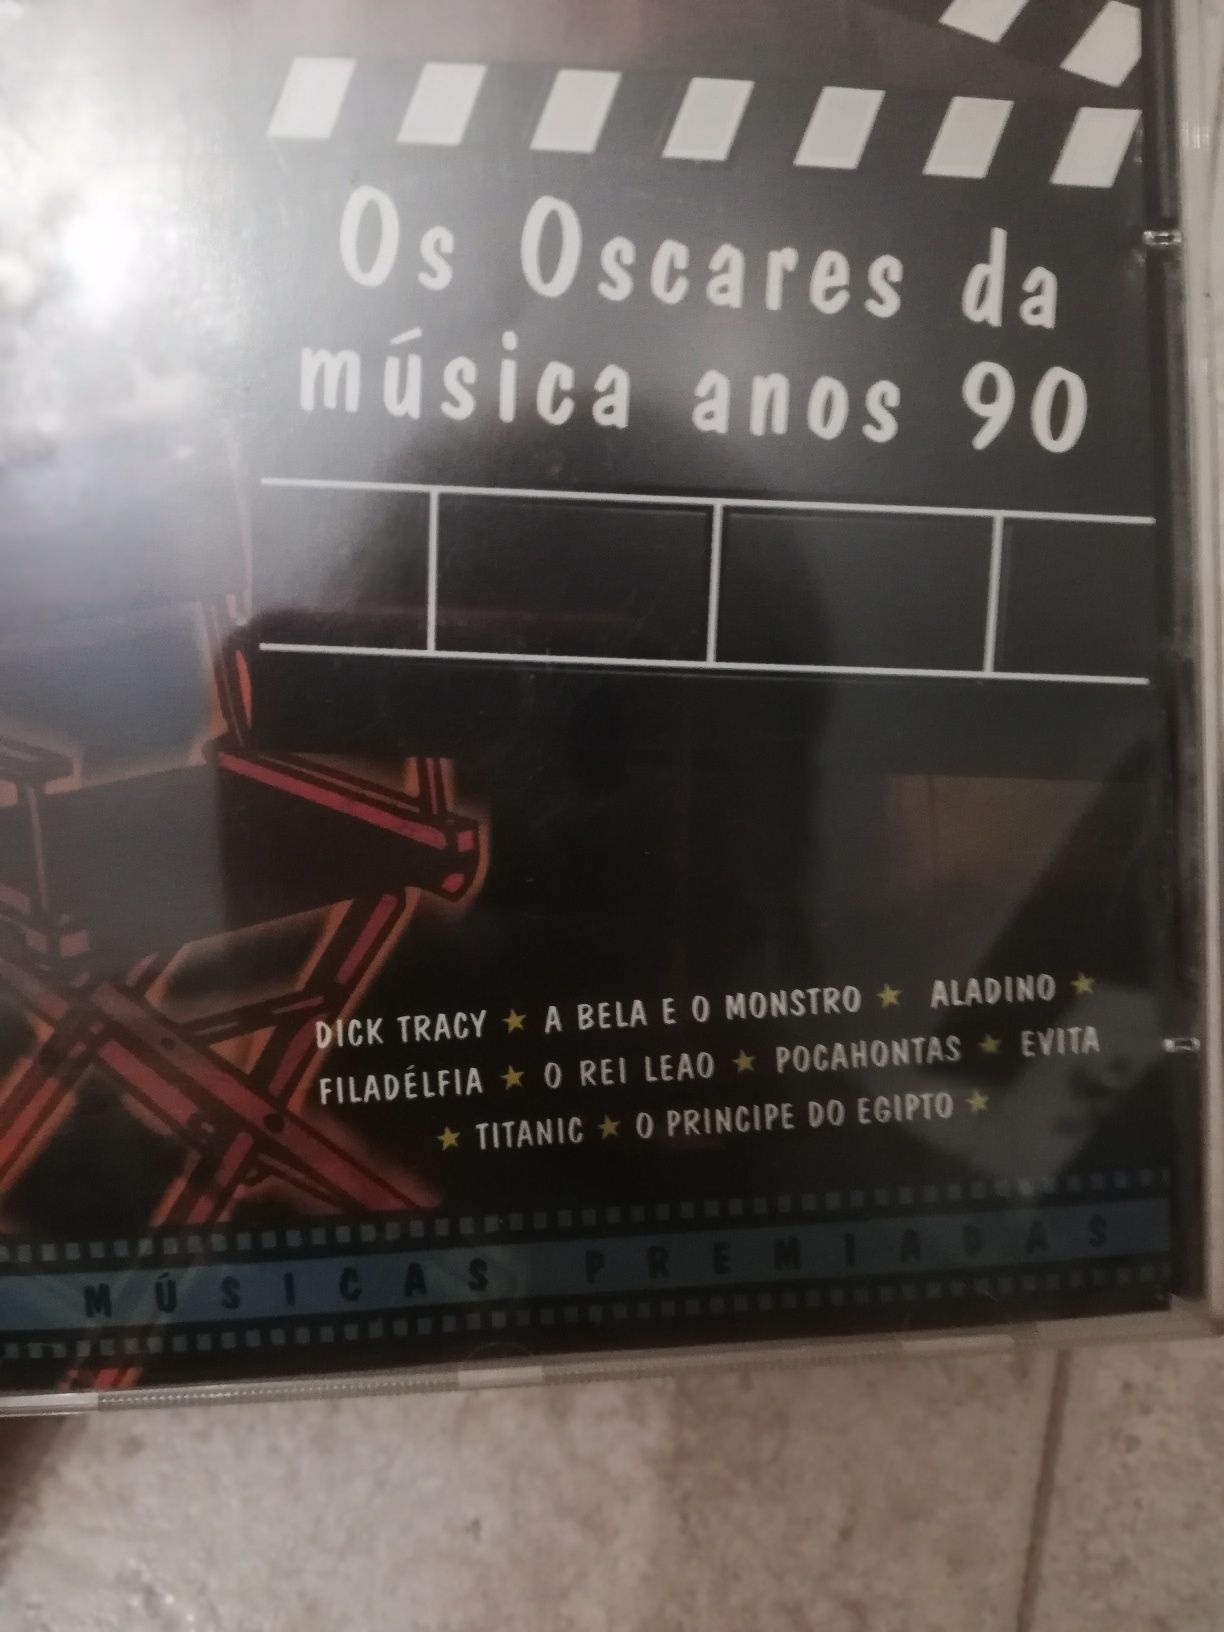 Os Oscares da
música anos 90
DICK TRACY ★ A BELA E O MONSTRO ★ ALADINO ★
FILADÉLFIA ★ O REI LEAO ★ POCAHONTAS ★ EVITA
★ TITANIC ★ O PRINCIPE DO EGIPTO ★
MÚSICAS PREMIADAS